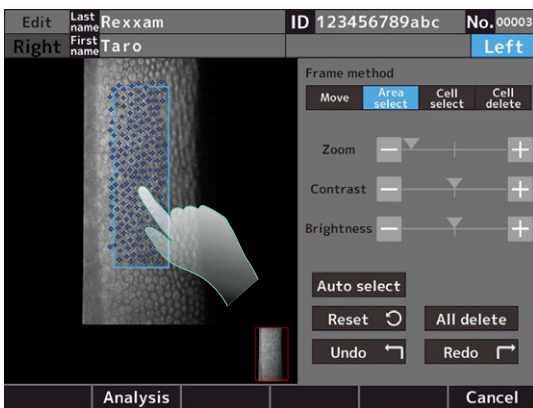 Edit Last name Rexxam ID 123456789abc No. 00003
Right First name Taro Left
Frame method
Move Area select Cell select Cell delete
Zoom
Contrast
Brightness
Auto select
Reset All delete
Undo Redo
Analysis Cancel